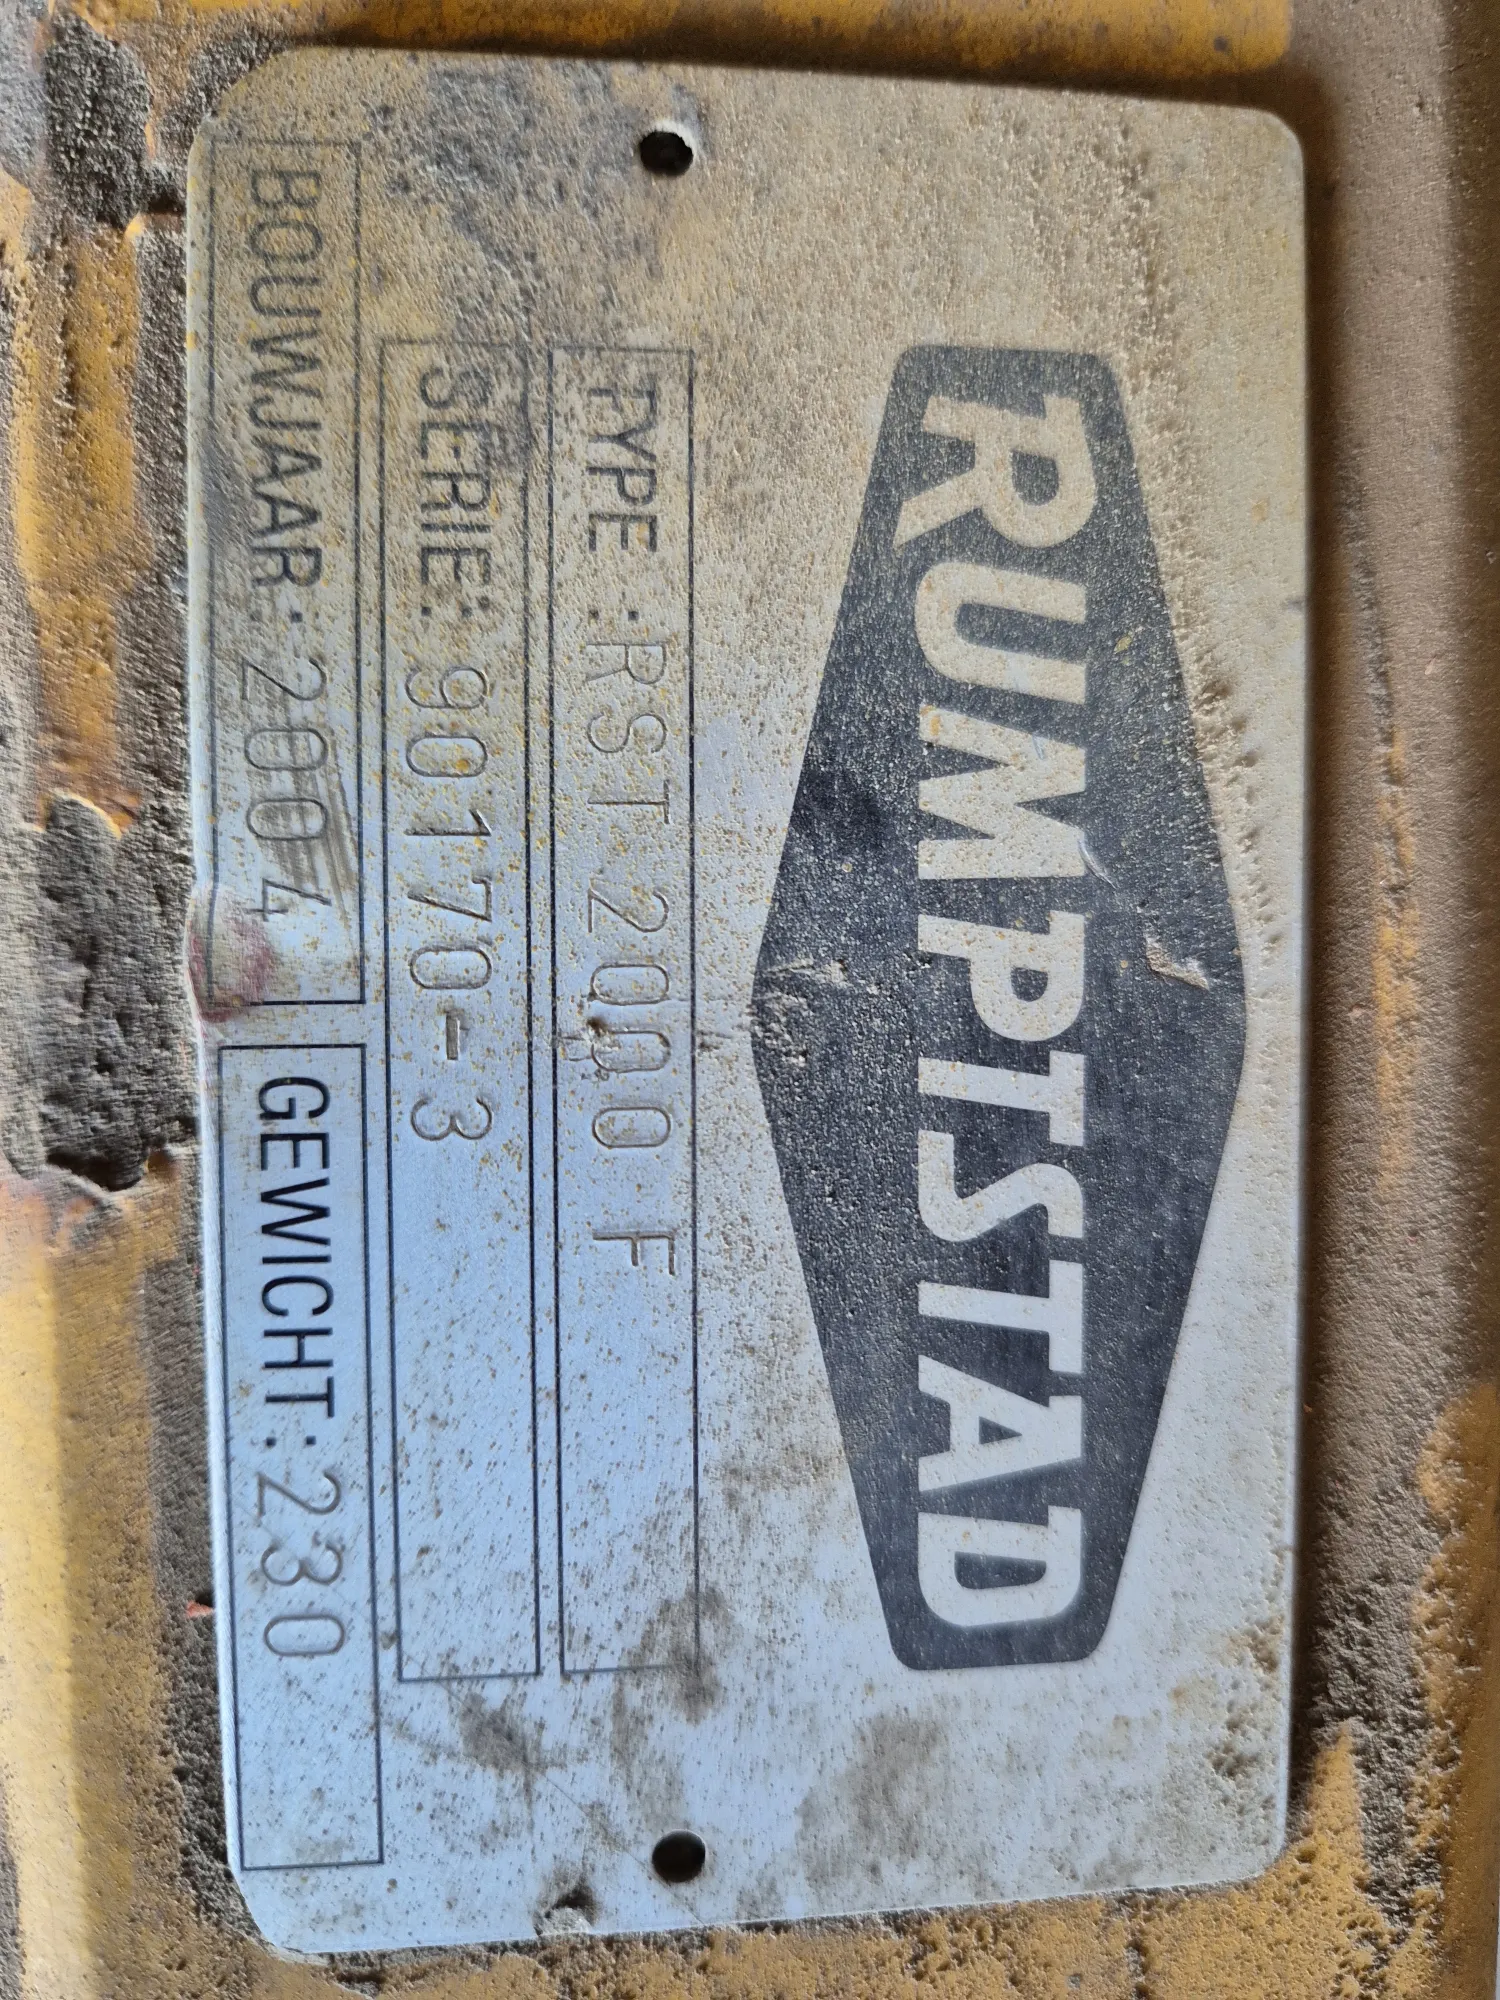 RUMPTSTAD
TYPE : RST 2000 F
SERIE: 90170-3
BOUWJAAR: 2004 GEWICHT: 230